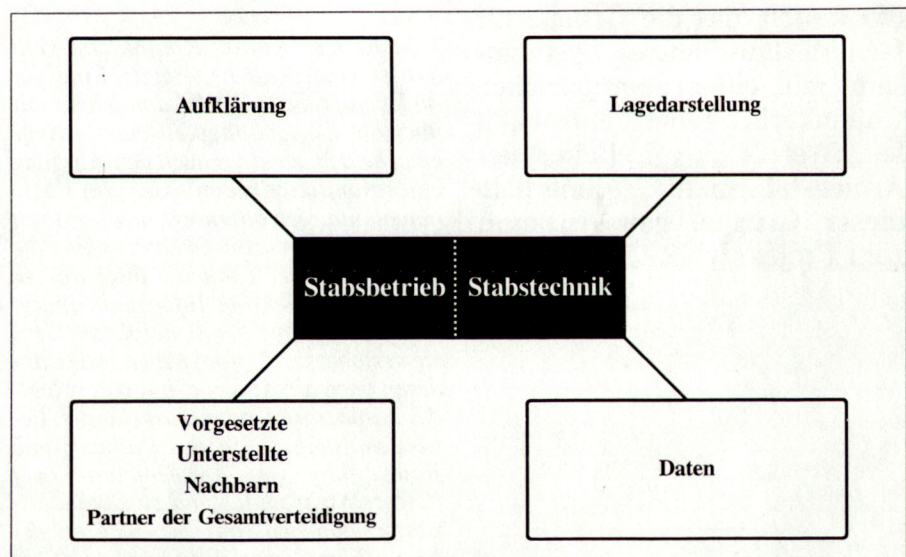 Aufklärung
Lagedarstellung
Stabsbetrieb Stabstechnik
Vorgesetzte
Unterstellte
Nachbarn
Partner der Gesamtverteidigung
Daten